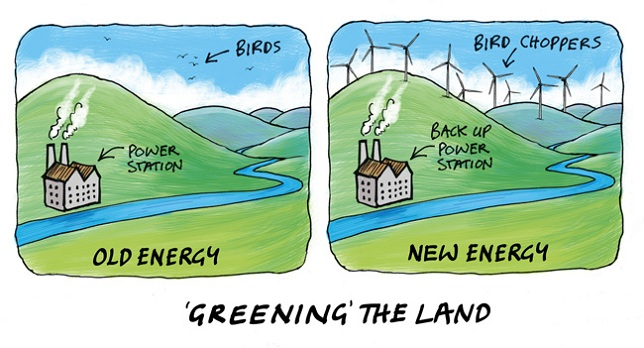 BIRDS
POWER
STATION
OLD ENERGY
BIRD CHOPPERS
BACK UP
POWER
STATION
NEW ENERGY
'GREENING' THE LAND